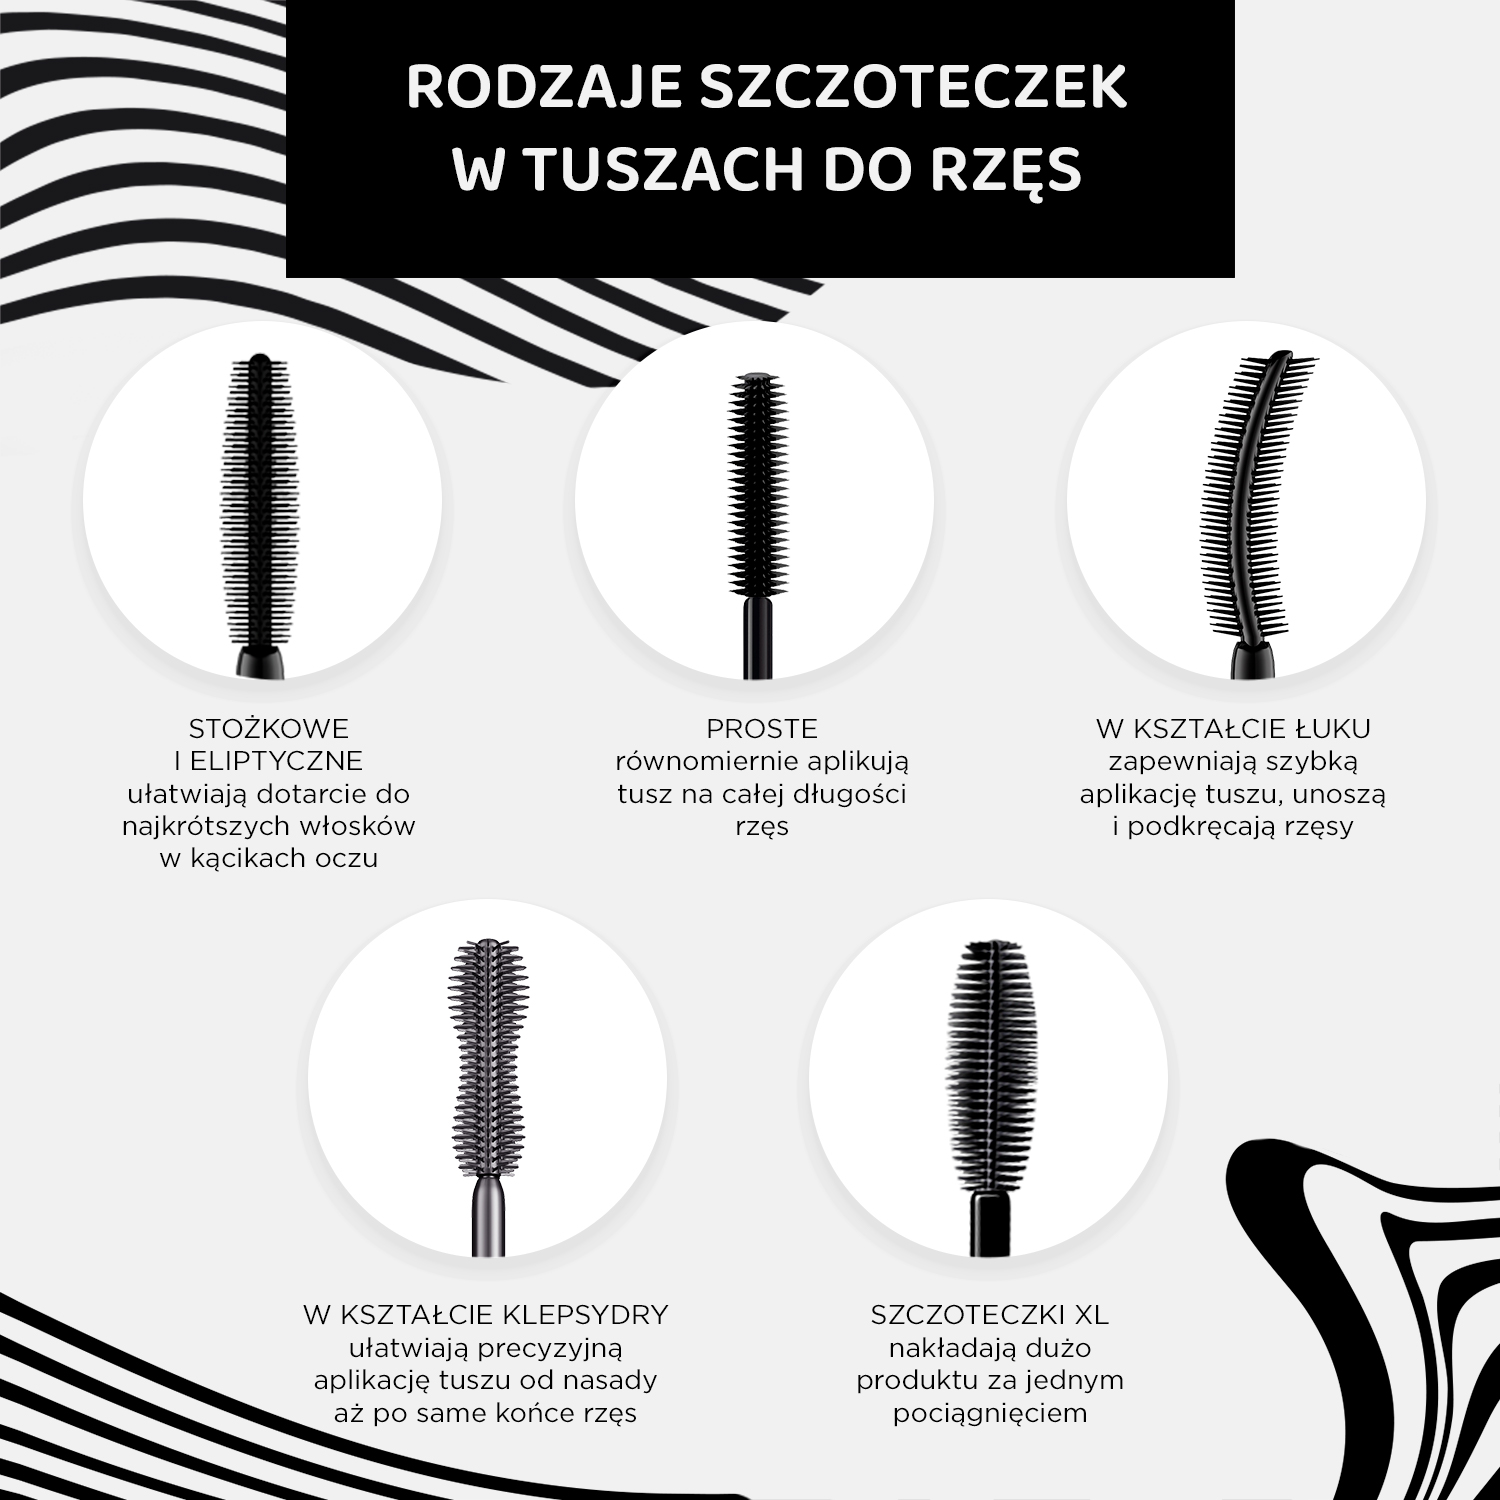 RODZAJE SZCZOTECZEK
W TUSZACH DO RZĘS
STOŻKOWE
I ELIPTYCZNE
ułatwiają dotarcie do
najkrótszych włosków
w kącikach oczu
PROSTE
równomiernie aplikują
tusz na całej długości
rzęs
W KSZTAŁCIE ŁUKU
zapewniają szybką
aplikację tuszu, unoszą
i podkręcają rzęsy
W KSZTAŁCIE KLEPSYDRY
ułatwiają precyzyjną
aplikację tuszu od nasady
aż po same końce rzęs
SZCZOTECZKI XL
nakładają dużo
produktu za jednym
pociągnięciem